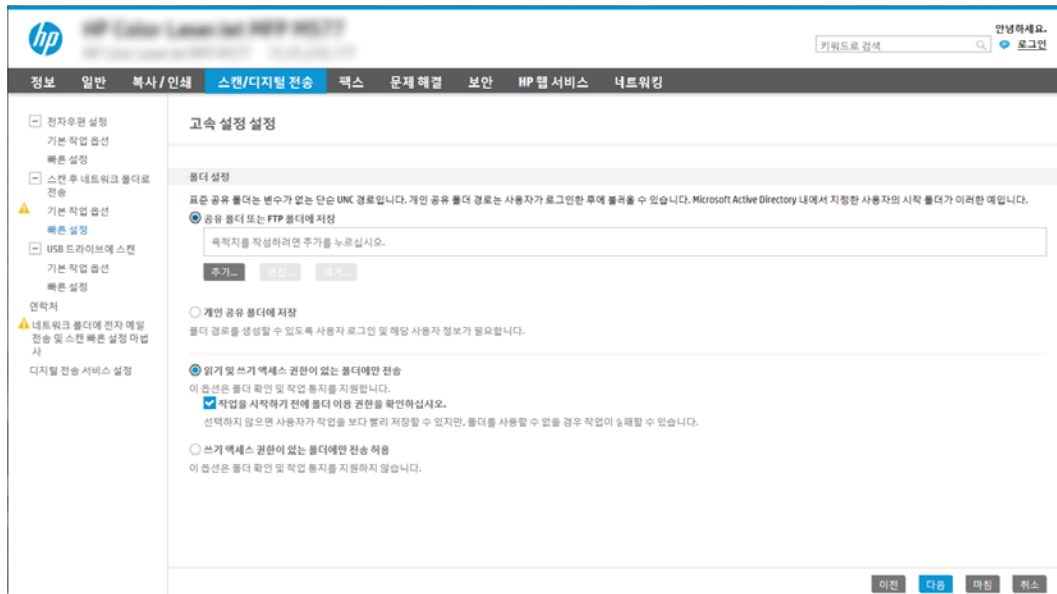 hp
안녕하세요.
키워드로 검색
로그인
정보 일반 복사 / 인쇄 스캔/디지털 전송 팩스 문제 해결 보안 HP 웹 서비스 네트워킹
전자우편 설정
기본 작업 옵션
빠른 설정
스캔 후 네트워크 폴더로
전송
기본 작업 옵션
빠른 설정
USB 드라이브에 스캔
기본 작업 옵션
빠른 설정
연락처
네트워크 폴더에 전자 메일
전송 및 스캔 빠른 설정 마법
사
디지털 전송 서비스 설정
고속 설정 설정
폴더 설정
표준 공유 폴더는 변수가 없는 단순 UNC 경로입니다. 개인 공유 폴더 경로는 사용자가 로그인한 후에 불러올 수 있습니다. Microsoft Active Directory 내에서 지정한 사용자의 시작 폴더가 이러한 예입니다.
공유 폴더 또는 FTP 폴더에 저장
목적지를 작성하려면 추가를 누르십시오.
추가... 편집... 제거...
개인 공유 폴더에 저장
폴더 경로를 생성할 수 있도록 사용자 로그인 및 해당 사용자 정보가 필요합니다.
읽기 및 쓰기 액세스 권한이 있는 폴더에만 전송
이 옵션은 폴더 확인 및 작업 통지를 지원합니다.
작업을 시작하기 전에 폴더 이용 권한을 확인하십시오.
선택하지 않으면 사용자가 작업을 보다 빨리 저장할 수 있지만, 폴더를 사용할 수 없을 경우 작업이 실패할 수 있습니다.
쓰기 액세스 권한이 있는 폴더에만 전송 허용
이 옵션은 폴더 확인 및 작업 통지를 지원하지 않습니다.
이전 다음 마침 취소